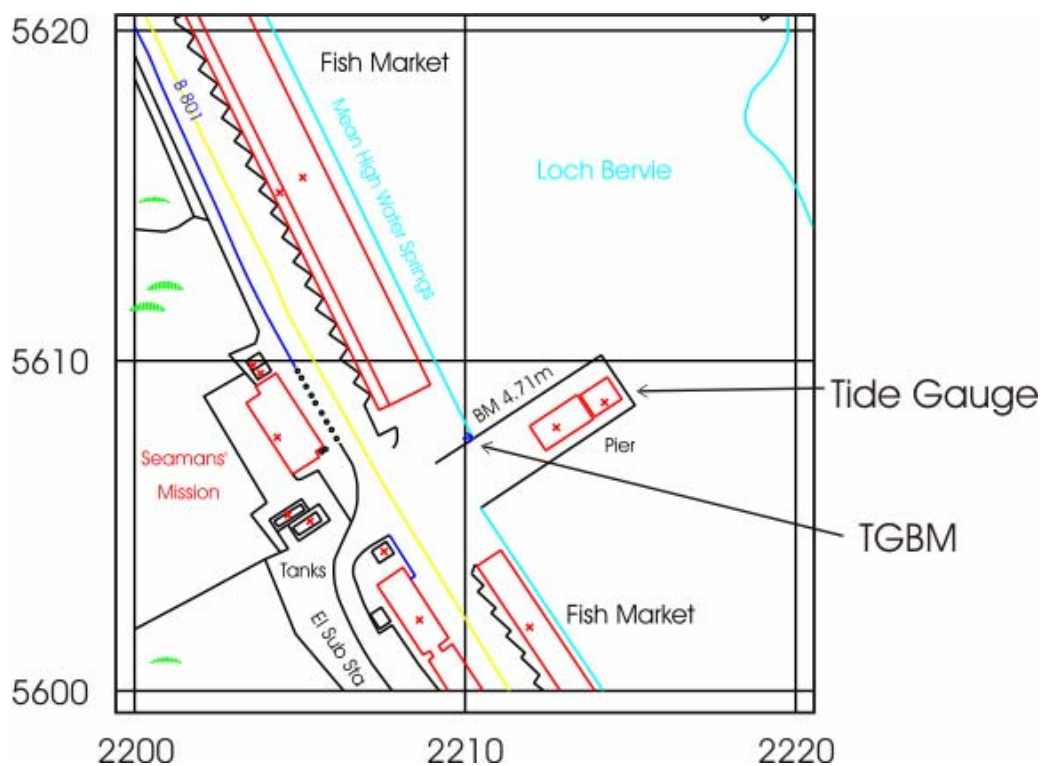 5620
Fish Market
B 801
Mean High Water Springs
Loch Bervie
5610
BM 4.71m
Tide Gauge
Pier
Seamans'
Mission
TGBM
Tanks
El Sub Sta
Fish Market
5600
2200
2210
2220